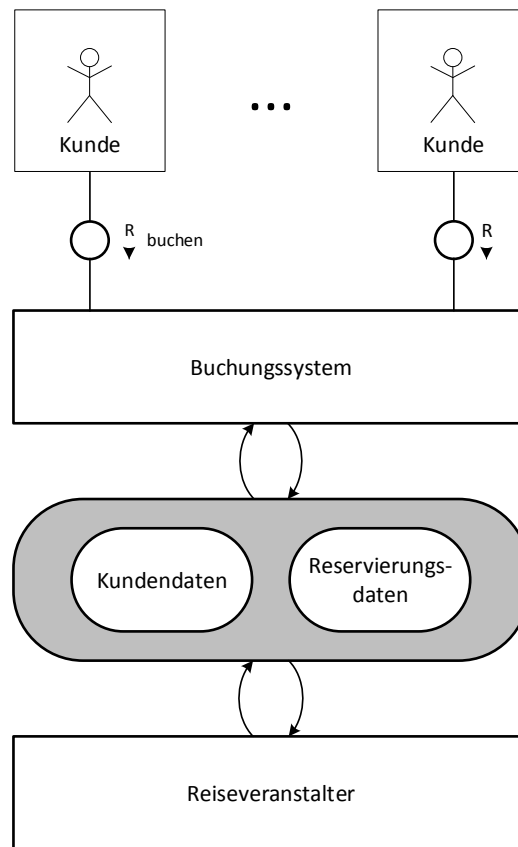 ...
Kunde
Kunde
R
buchen
R
Buchungssystem
Kundendaten
Reservierungs-
daten
Reiseveranstalter